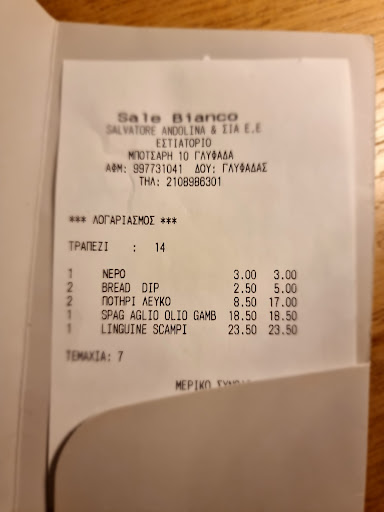 Sale Bianco
SALVATORE ANDOLINA & ΣΙΑ Ε.Ε
ΕΣΤΙΑΤΟΡΙΟ
ΜΠΟΤΣΑΡΗ 10 ΓΛΥΦΑΔΑ
ΑΦΜ: 997731041 ΔΟΥ: ΓΛΥΦΑΔΑΣ
ΤΗΛ: 2108986301
*** ΛΟΓΑΡΙΑΣΜΟΣ ***
ΤΡΑΠΕΖΙ : 14
1 ΝΕΡΟ 3.00 3.00
2 BREAD DIP 2.50 5.00
2 ΠΟΤΗΡΙ ΛΕΥΚΟ 8.50 17.00
1 SPAG AGLIO OLIO GAMB 18.50 18.50
1 LINGUINE SCAMPI 23.50 23.50
ΤΕΜΑΧΙΑ: 7
ΜΕΡΙΚΟ